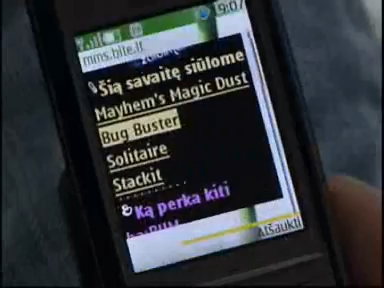 9:07
mms.bite.lt
Šią savaitę siūlome
Mayhem's Magic Dust
Bug Buster
Solitaire
Stackit
Ką perka kiti
Atšaukti